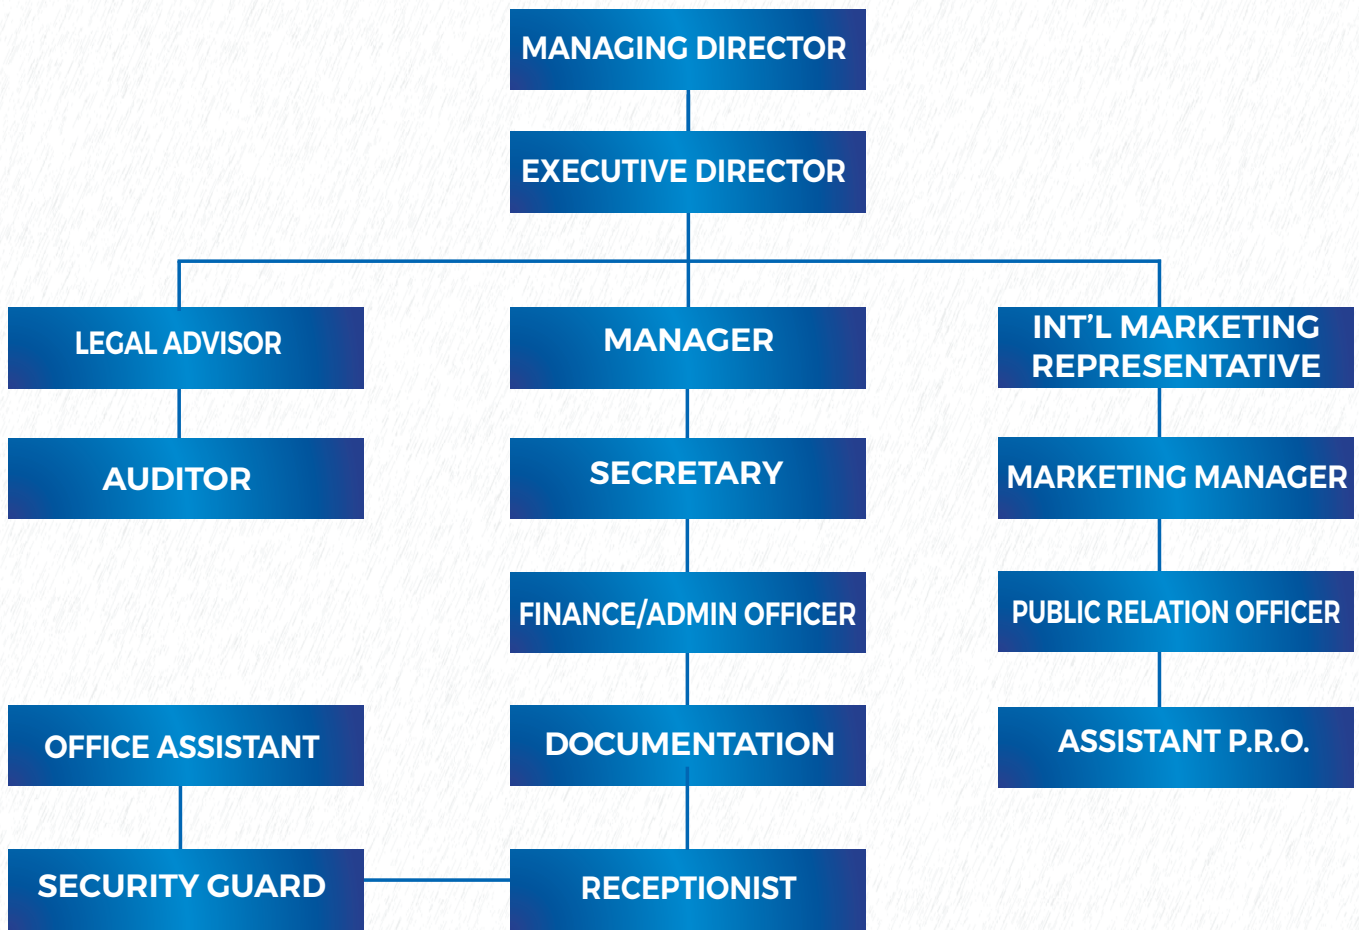 MANAGING DIRECTOR
EXECUTIVE DIRECTOR
LEGAL ADVISOR
MANAGER
INT'L MARKETING
REPRESENTATIVE
AUDITOR
SECRETARY
MARKETING MANAGER
FINANCE/ADMIN OFFICER
PUBLIC RELATION OFFICER
OFFICE ASSISTANT
DOCUMENTATION
ASSISTANT P.R.O.
SECURITY GUARD
RECEPTIONIST